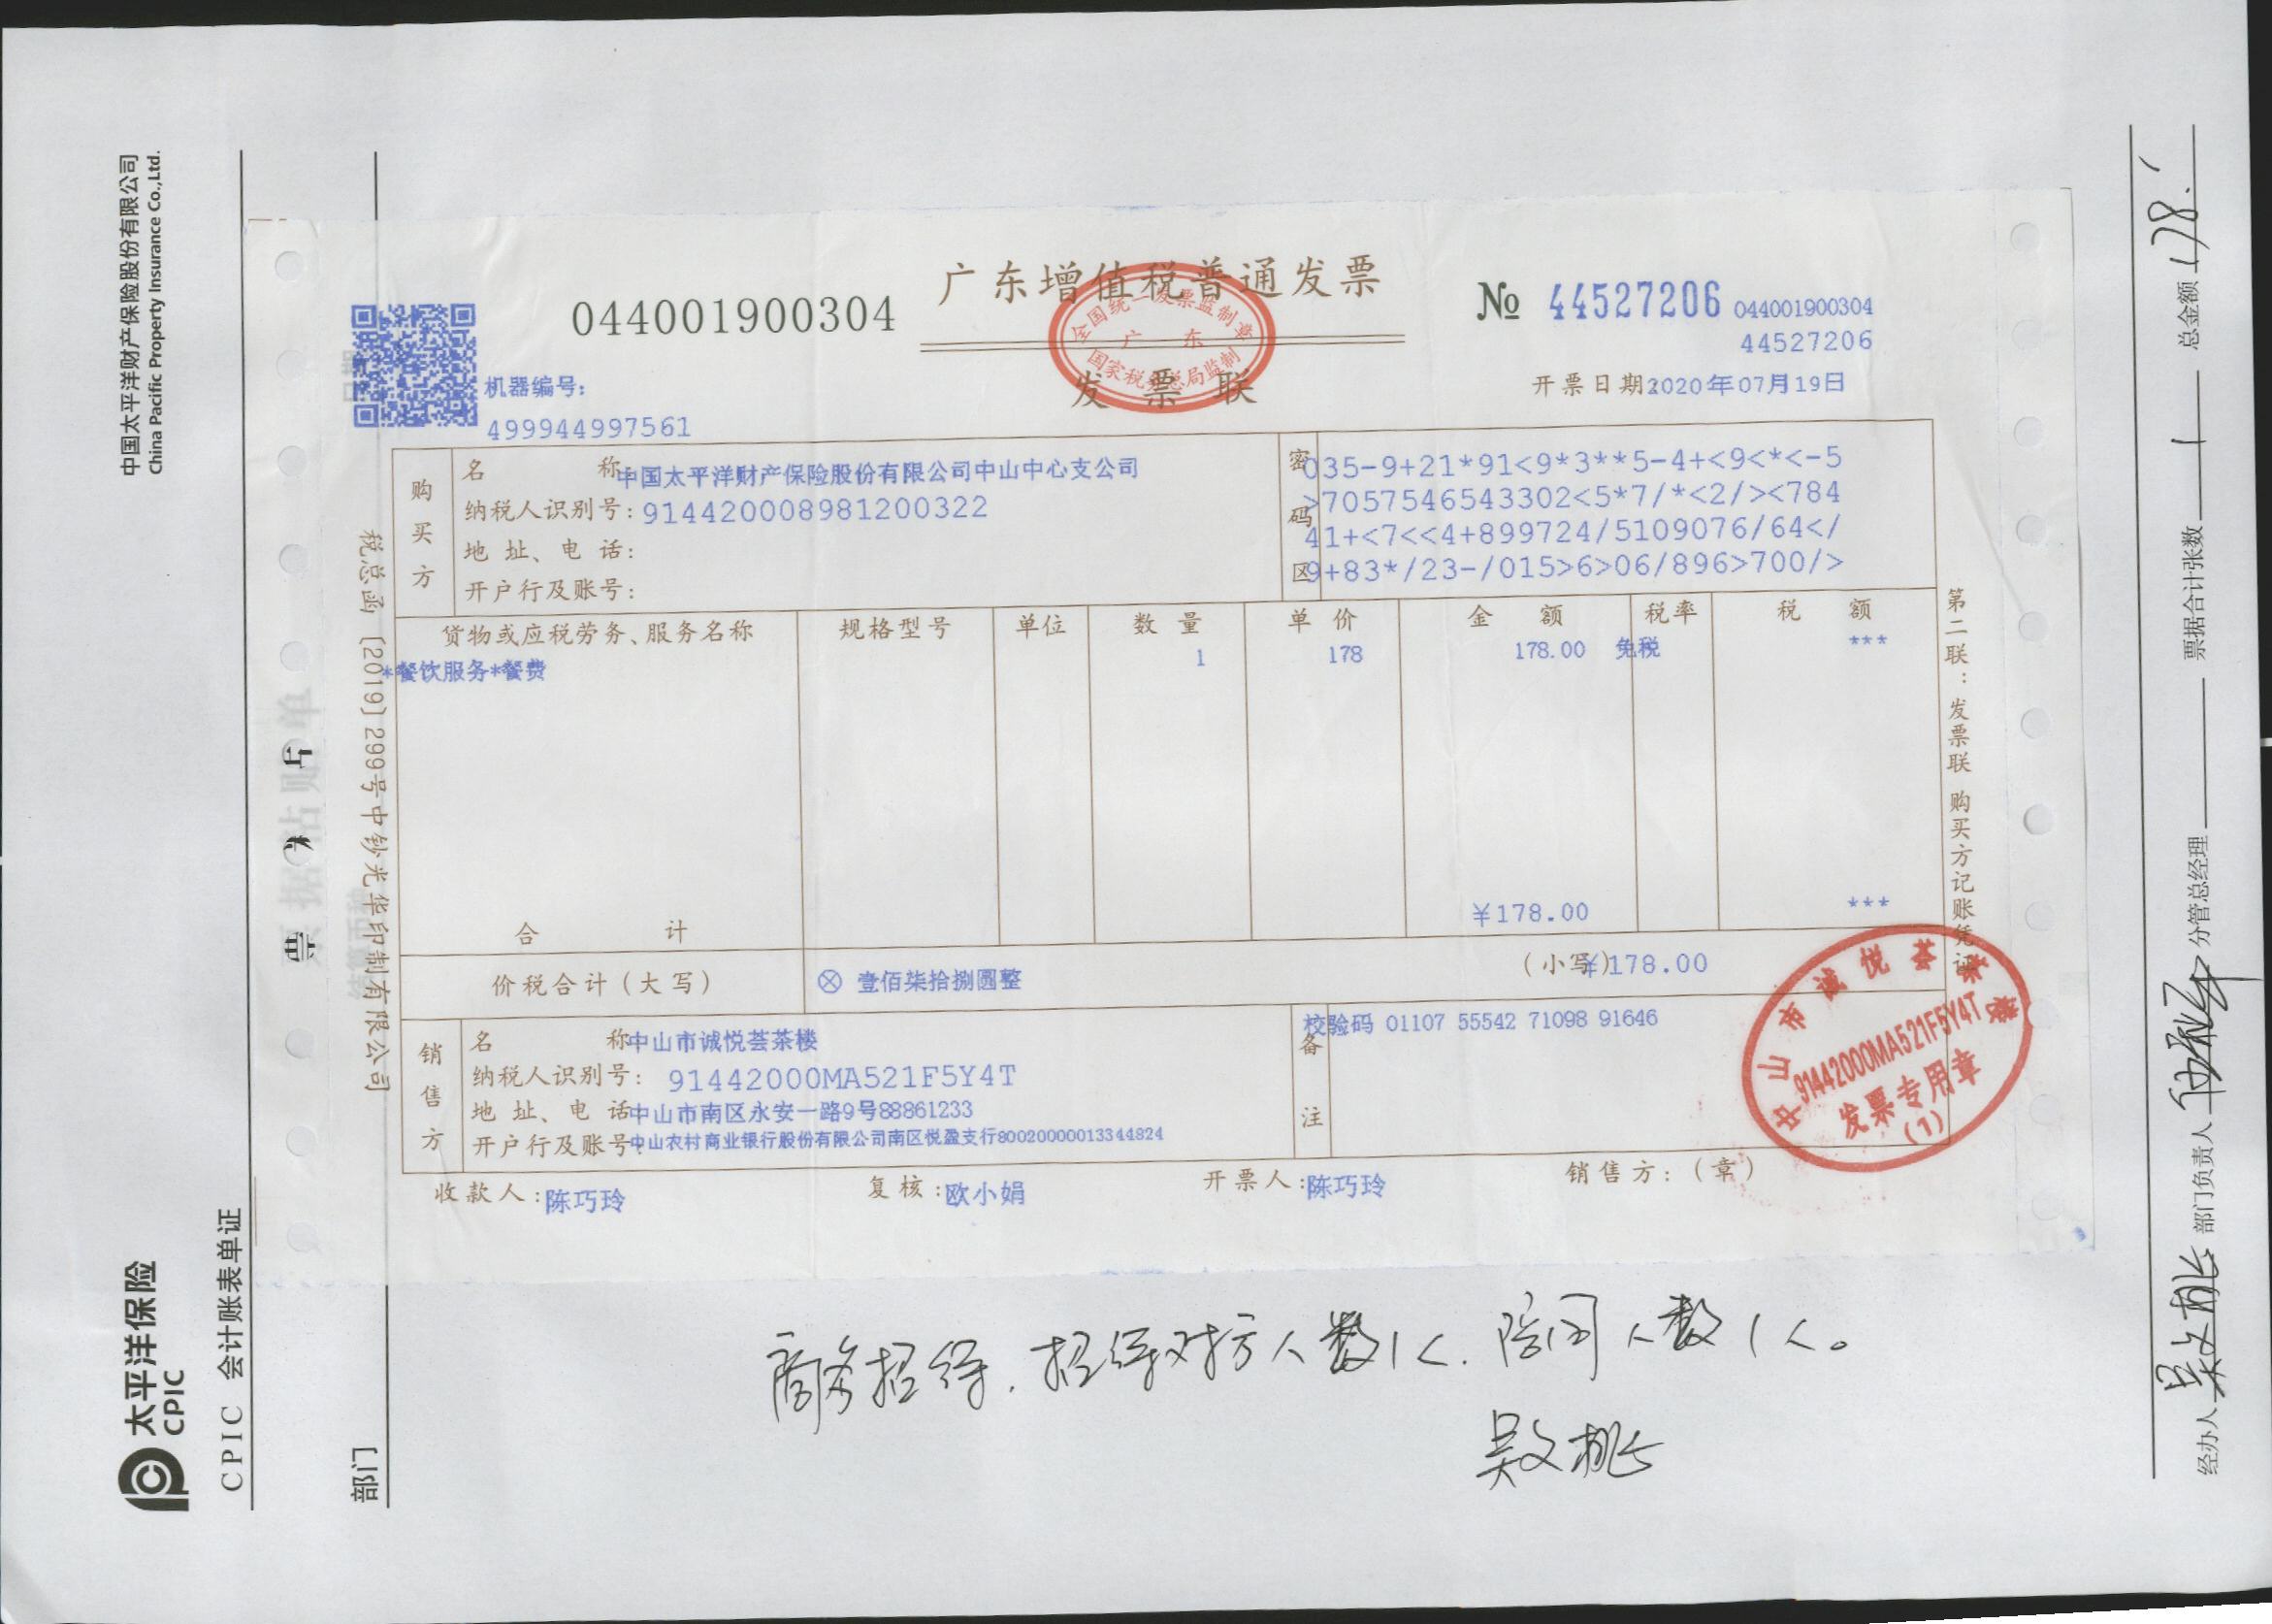 中国太平洋财产保险股份有限公司
China Pacific Property Insurance Co.,Ltd.
太平洋保险
CPIC
CPIC 会计账表单证
部门
税总函〔2019〕299号中钞光华印制有限公司
机器编号:
499944997561
044001900304
广东增值税普通发票
发票联
全国统一发票监制章
广东
国家税务总局监制
№ 44527206
044001900304
44527206
开票日期:2020年07月19日
购买方
名 称:中国太平洋财产保险股份有限公司中山中心支公司
纳税人识别号:914420008981200322
地址、电话:
开户行及账号:
密码区
035-9+21*91<9*3**5-4+<9<*<-5
>7057546543302<5*7/*<2/><784
41+<7<<4+899724/5109076/64</
9+83*/23-/015>6>06/896>700/>
货物或应税劳务、服务名称 规格型号 单位 数量 单价 金额 税率 税额
*餐饮服务*餐费 1 178 178.00 免税 ***
合 计 ¥178.00 ***
价税合计(大写) ⊗ 壹佰柒拾捌圆整 (小写)¥178.00
销售方
名 称:中山市诚悦荟茶楼
纳税人识别号: 91442000MA521F5Y4T
地址、电话:中山市南区永安一路9号88861233
开户行及账号:中山农村商业银行股份有限公司南区悦盈支行80020000013344824
备注
校验码 01107 55542 71098 91646
收款人:陈巧玲 复核:欧小娟 开票人:陈巧玲 销售方:(章)
中山市诚悦荟茶楼
91442000MA521F5Y4T
发票专用章
(1)
第二联:发票联 购买方记账凭证
商务招待.招待对方人数1人.陪同人数1人。
吴文桃
经办人 吴文桃 部门负责人 分管总经理 票据合计张数 1 总金额 178.